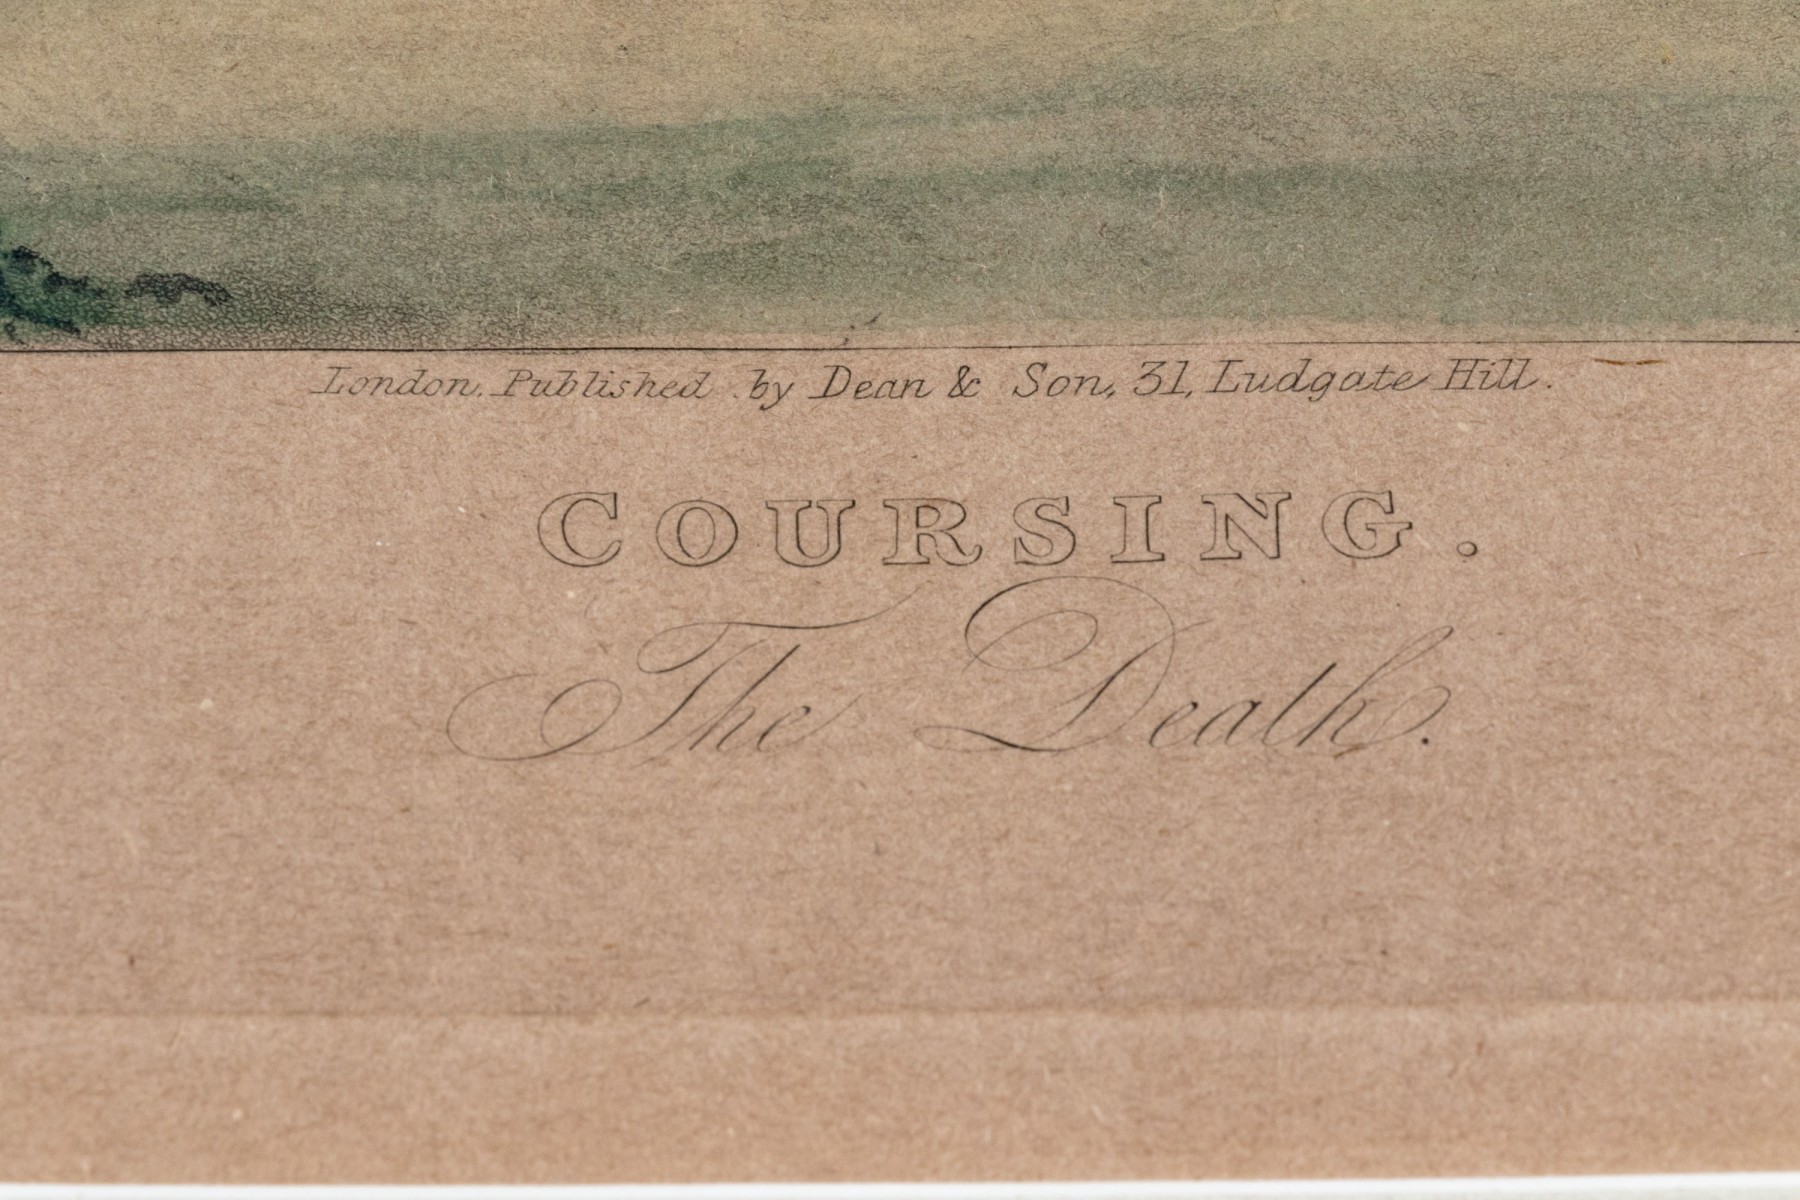 London, Published by Dean & Son, 31, Ludgate Hill.
COURSING.
The Death.